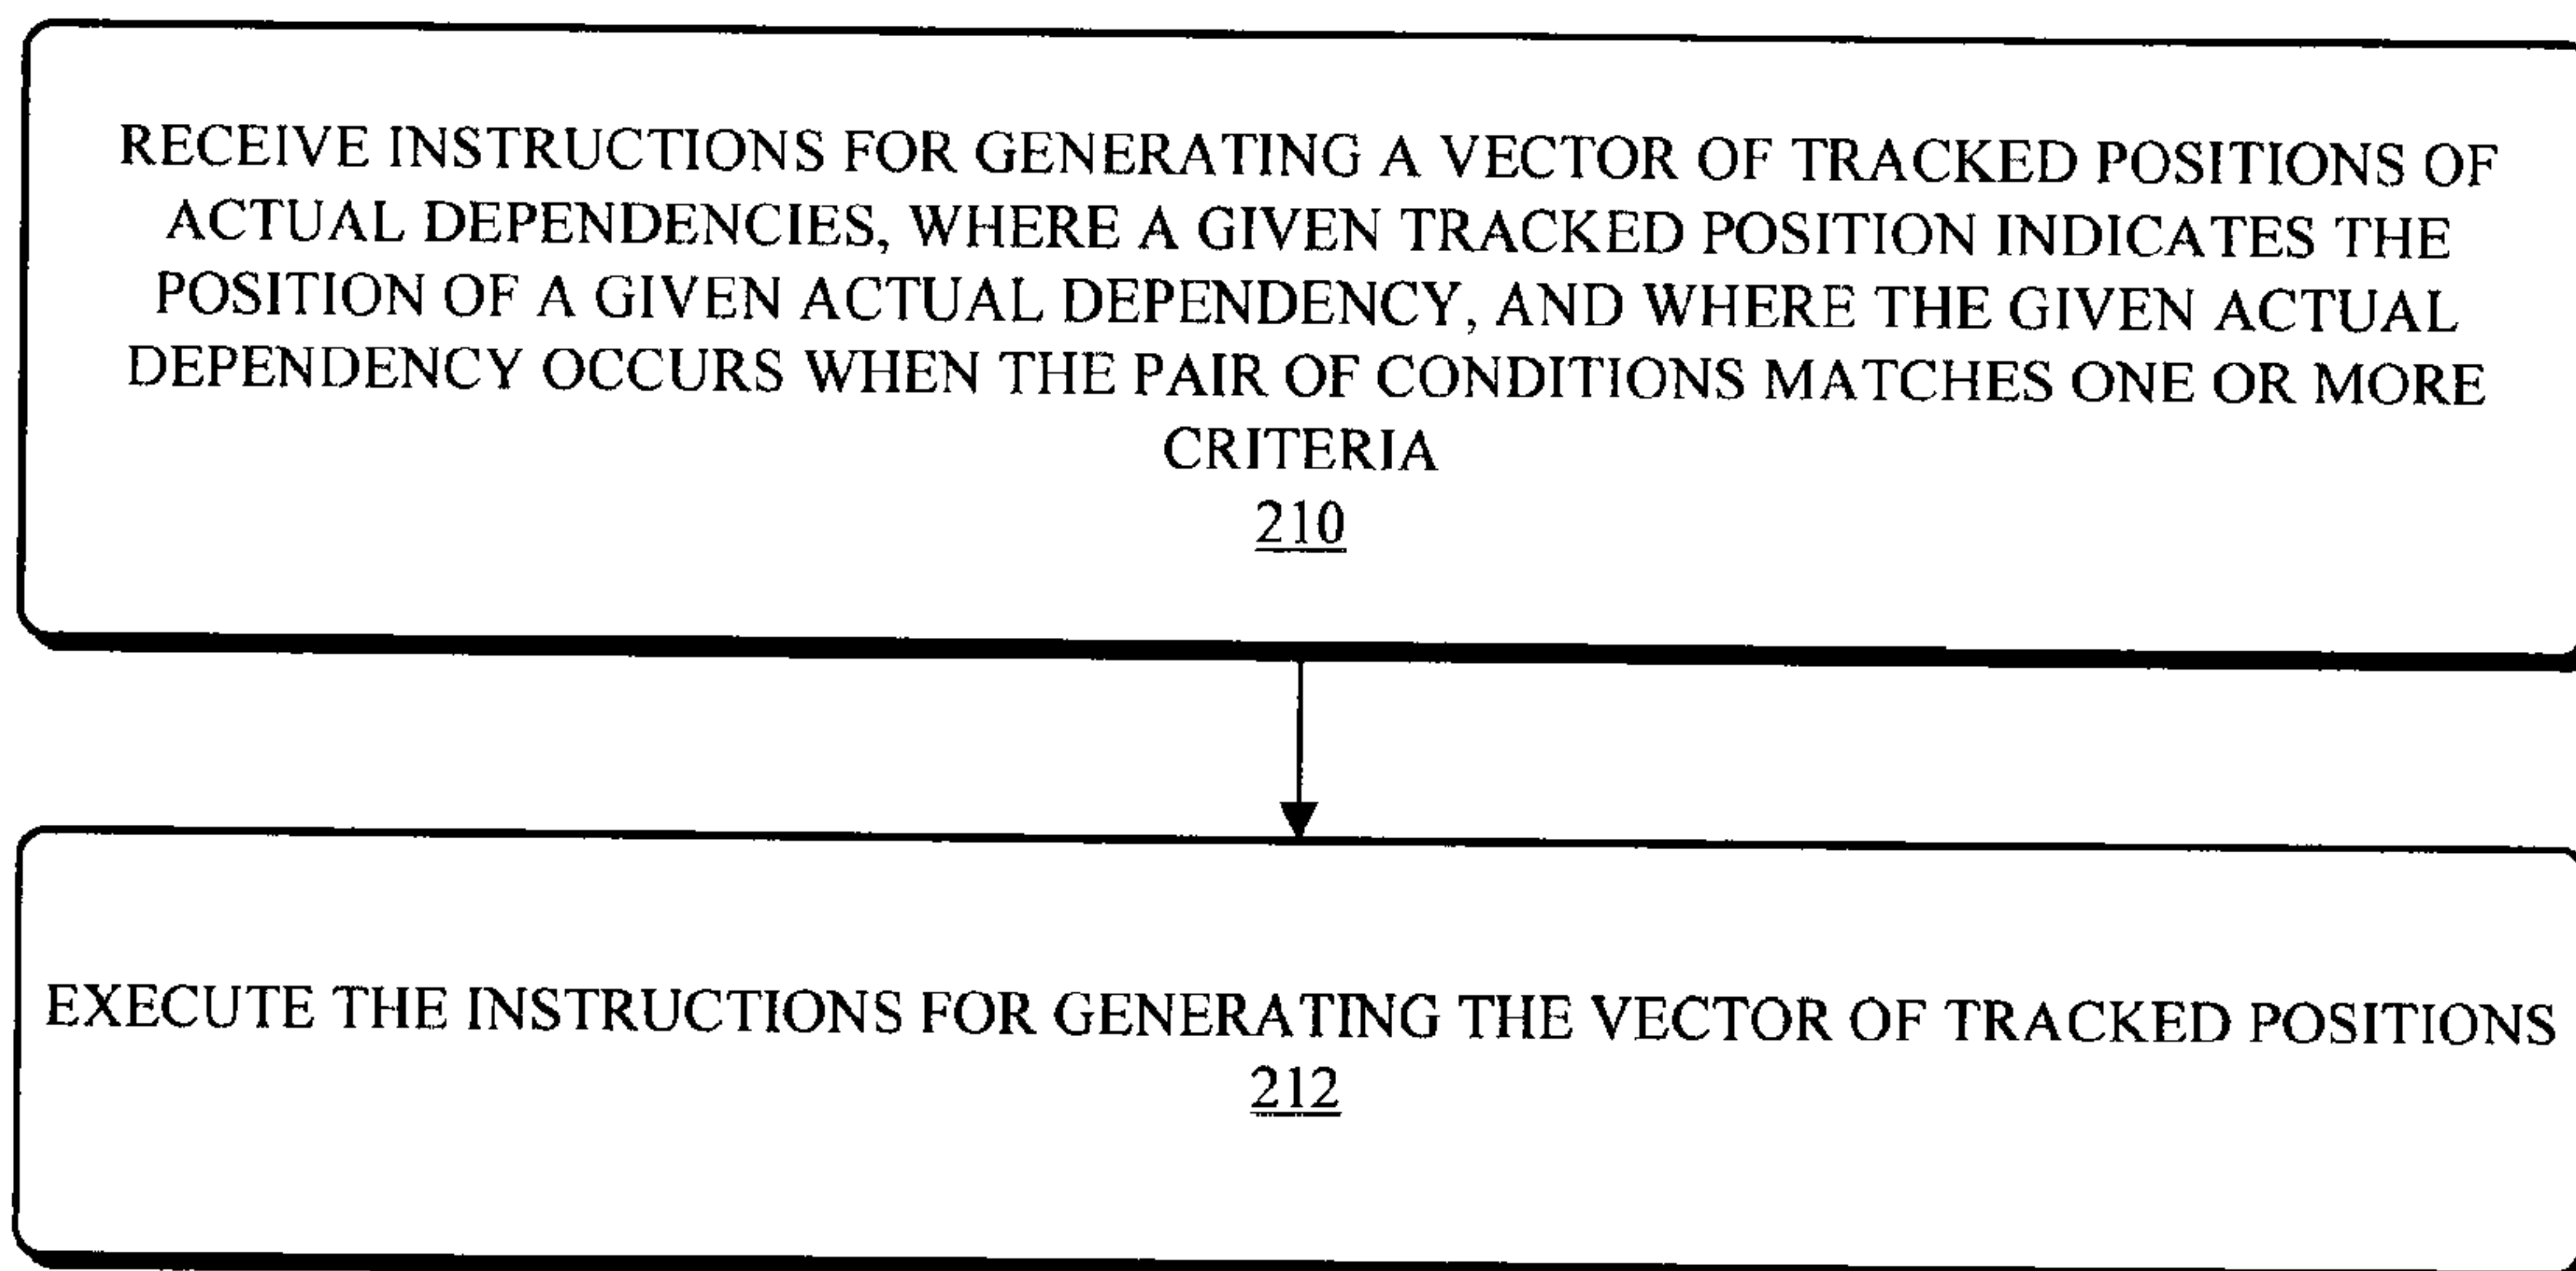 RECEIVE INSTRUCTIONS FOR GENERATING A VECTOR OF TRACKED POSITIONS OF
ACTUAL DEPENDENCIES, WHERE A GIVEN TRACKED POSITION INDICATES THE
POSITION OF A GIVEN ACTUAL DEPENDENCY, AND WHERE THE GIVEN ACTUAL
DEPENDENCY OCCURS WHEN THE PAIR OF CONDITIONS MATCHES ONE OR MORE
CRITERIA
210
EXECUTE THE INSTRUCTIONS FOR GENERATING THE VECTOR OF TRACKED POSITIONS
212